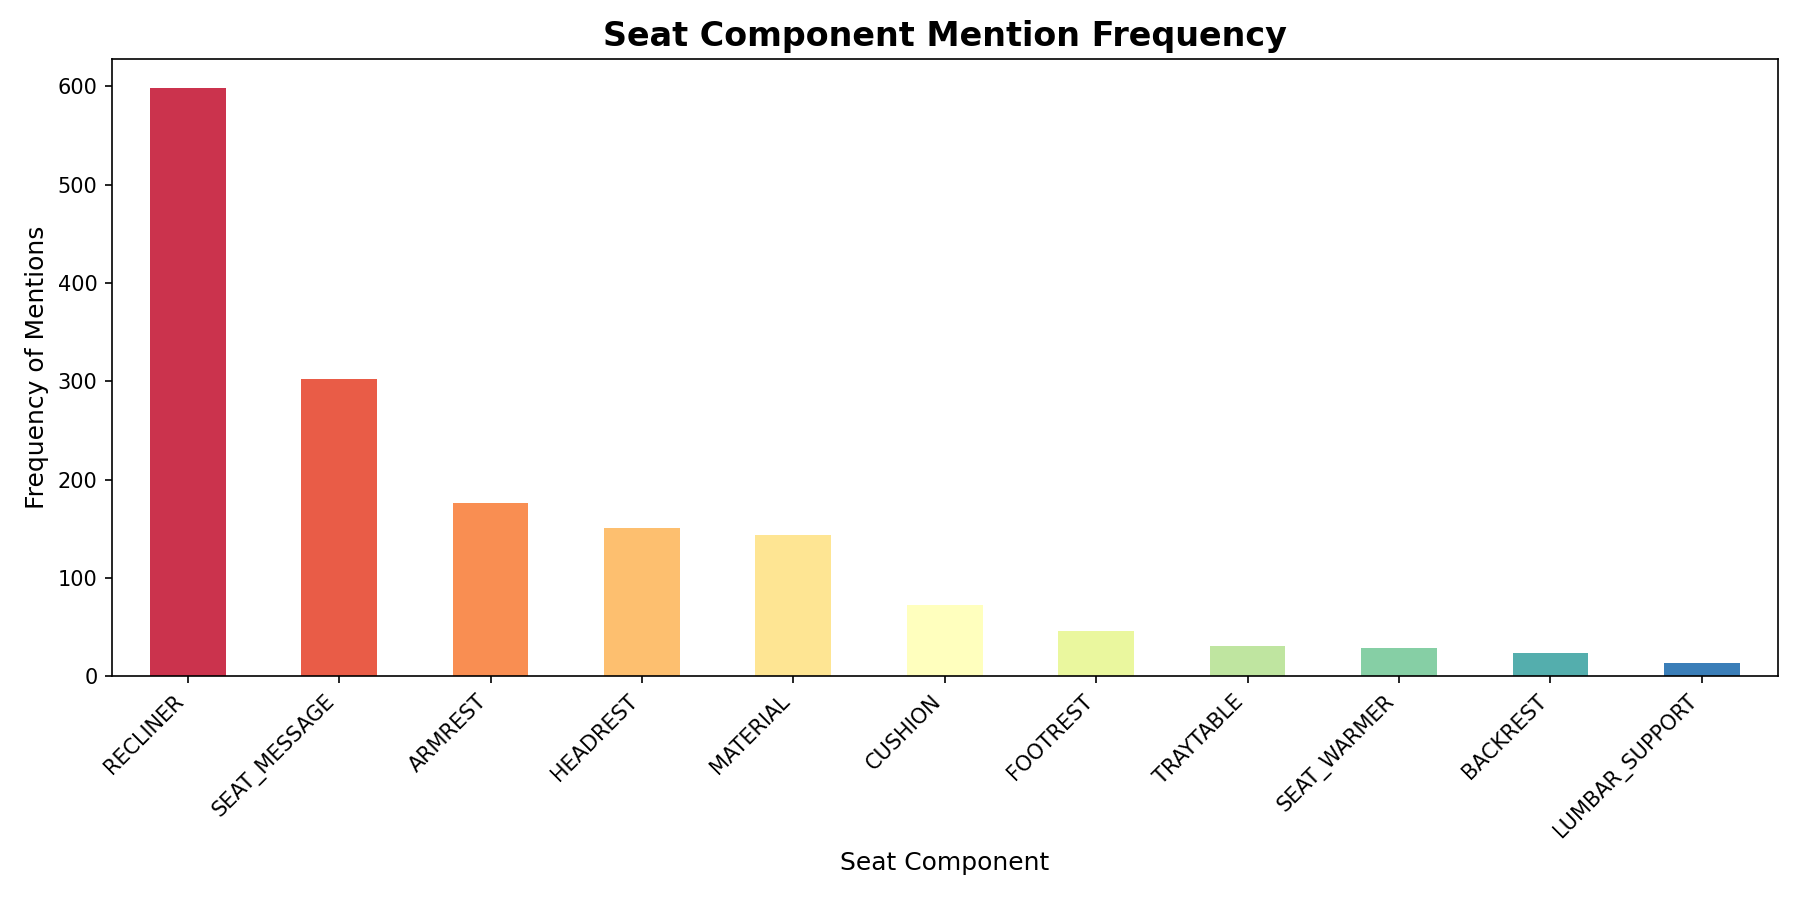 Seat Component Mention Frequency
Frequency of Mentions
600
500
400
300
200
100
0
RECLINER
SEAT_MESSAGE
ARMREST
HEADREST
MATERIAL
CUSHION
FOOTREST
TRAYTABLE
SEAT_WARMER
BACKREST
LUMBAR_SUPPORT
Seat Component